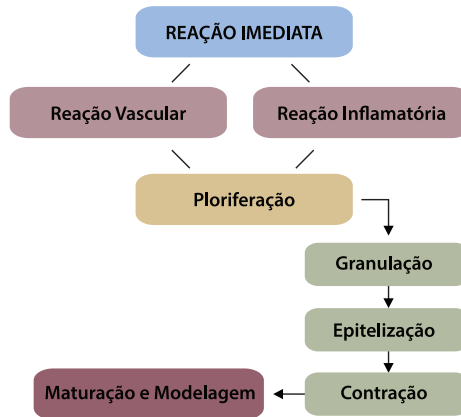 REAÇÃO IMEDIATA
Reação Vascular
Reação Inflamatória
Ploriferação
Granulação
Epitelização
Contração
Maturação e Modelagem